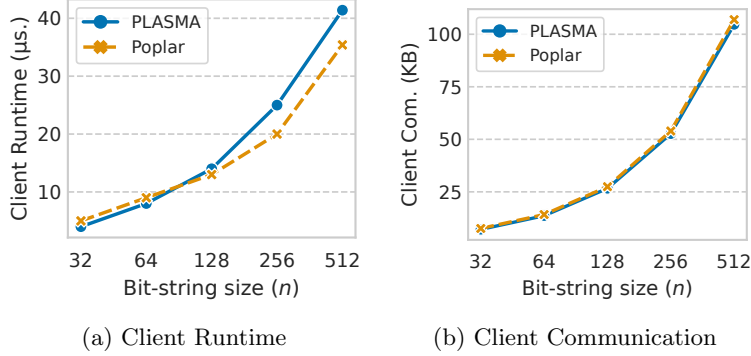 Client Runtime (µs.)
40
30
20
10
PLASMA
Poplar
32 64 128 256 512
Bit-string size (n)
(a) Client Runtime
Client Com. (KB)
100
75
50
25
PLASMA
Poplar
32 64 128 256 512
Bit-string size (n)
(b) Client Communication